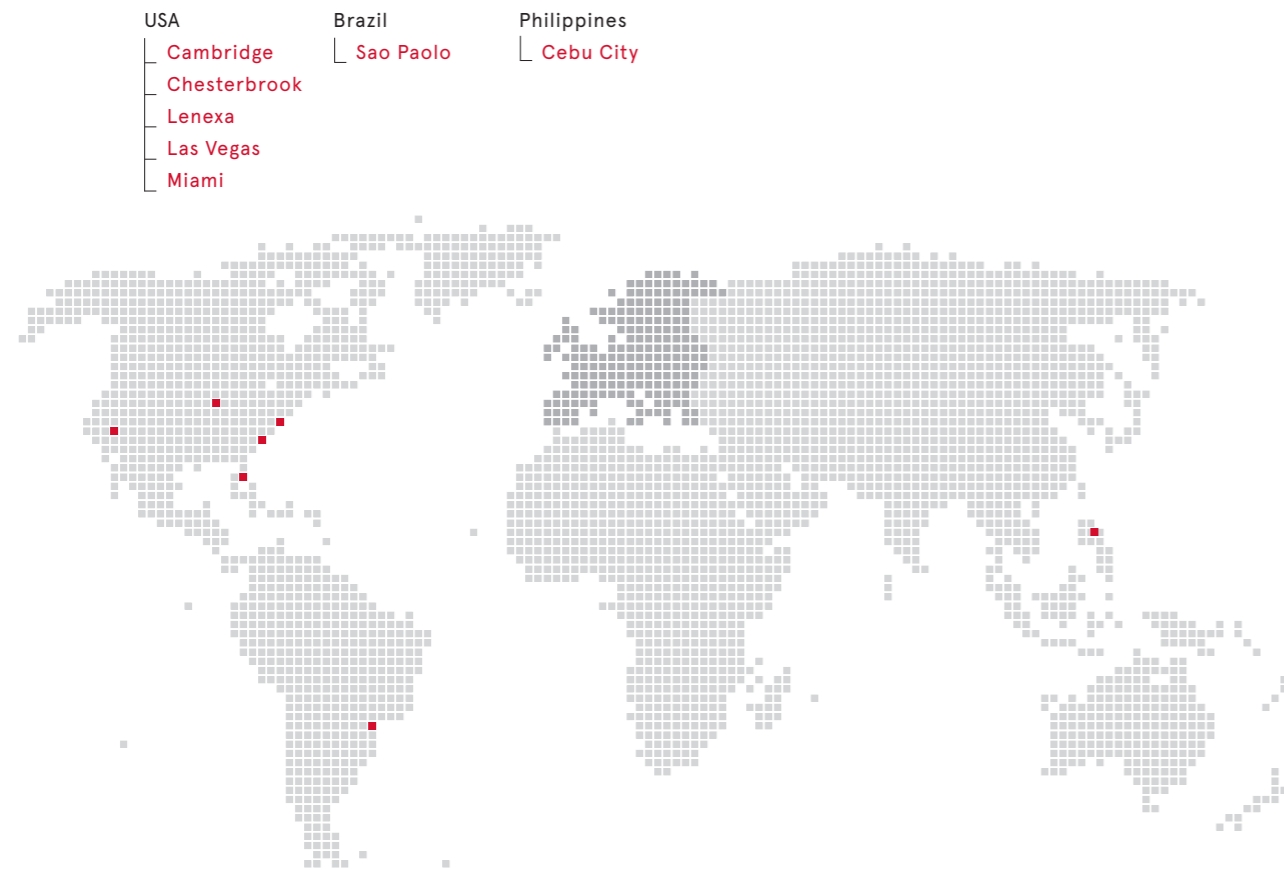 USA
Cambridge
Chesterbrook
Lenexa
Las Vegas
Miami
Brazil
Sao Paolo
Philippines
Cebu City